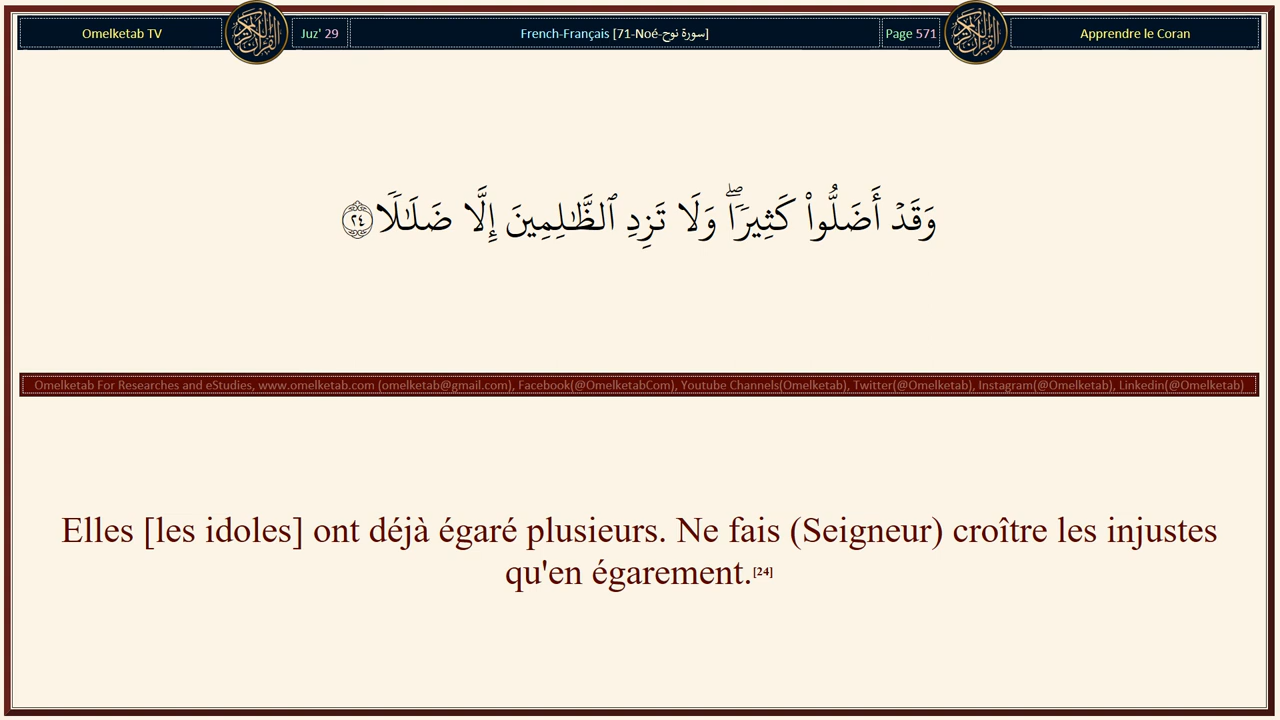 Omelketab TV
Juz' 29
French-Français [71-Noé-سورة نوح]
Page 571
Apprendre le Coran
وَقَدۡ أَضَلُّواْ كَثِيرٗاۖ وَلَا تَزِدِ ٱلظَّٰلِمِينَ إِلَّا ضَلَٰلٗا ٢٤
Omelketab For Researches and eStudies, www.omelketab.com (omelketab@gmail.com), Facebook(@OmelketabCom), Youtube Channels(Omelketab), Twitter(@Omelketab), Instagram(@Omelketab), Linkedin(@Omelketab)
Elles [les idoles] ont déjà égaré plusieurs. Ne fais (Seigneur) croître les injustes
qu'en égarement.[24]